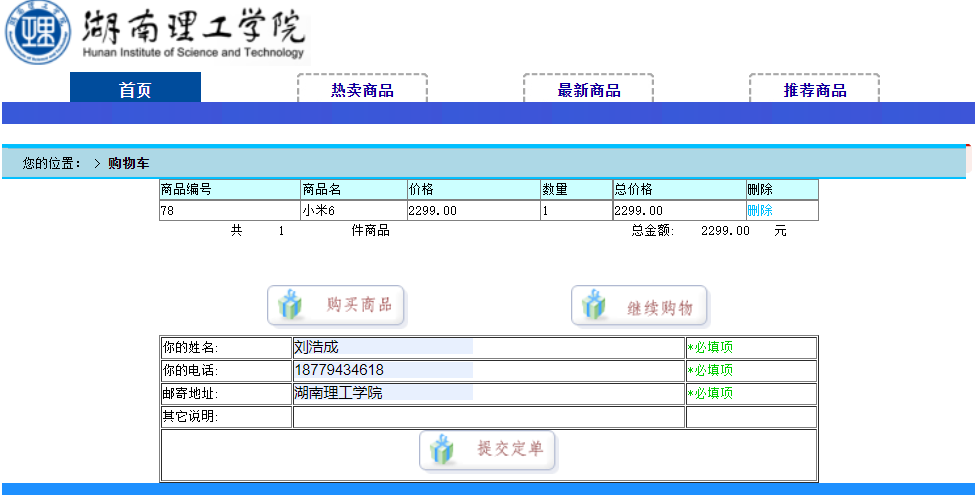 湖南理工学院
Hunan Institute of Science and Technology
首页 热卖商品 最新商品 推荐商品
您的位置： > 购物车
商品编号 商品名 价格 数量 总价格 删除
78 小米6 2299.00 1 2299.00 删除
共 1 件商品 总金额: 2299.00 元
购买商品 继续购物
你的姓名: 刘浩成 *必填项
你的电话: 18779434618 *必填项
邮寄地址: 湖南理工学院 *必填项
其它说明:
提交定单